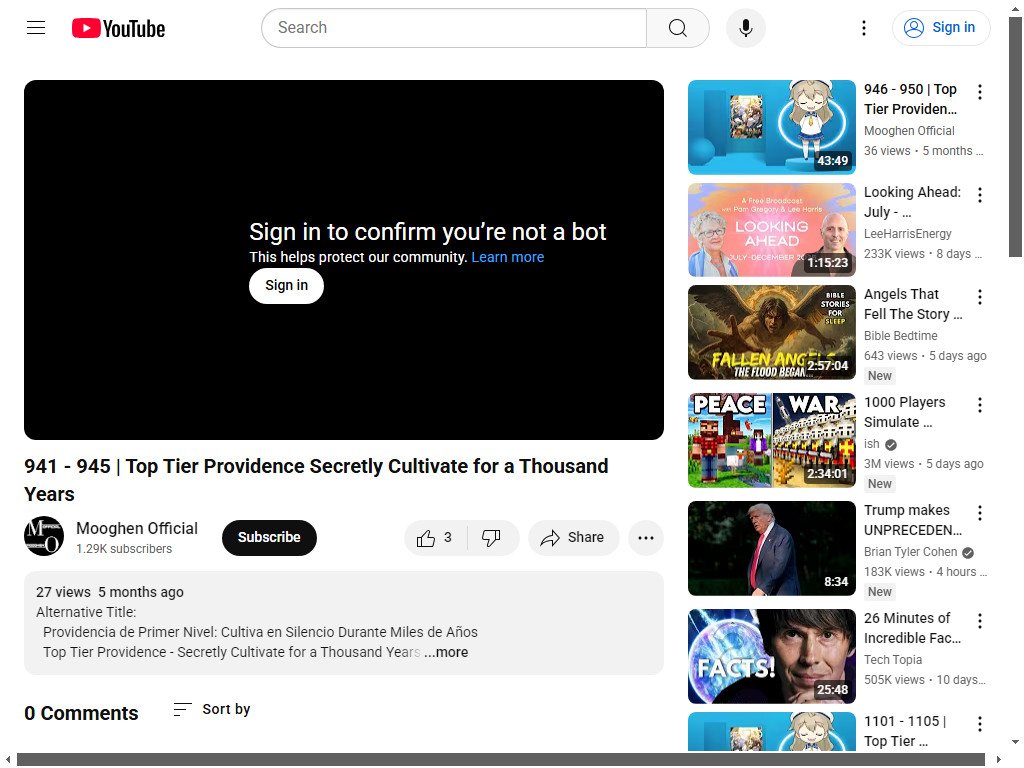 YouTube
Search
Sign in
Sign in to confirm you're not a bot
This helps protect our community. Learn more
Sign in
941 - 945 | Top Tier Providence Secretly Cultivate for a Thousand
Years
Mooghen Official
1.29K subscribers
Subscribe
3
Share
27 views 5 months ago
Alternative Title:
Providencia de Primer Nivel: Cultiva en Silencio Durante Miles de Años
Top Tier Providence - Secretly Cultivate for a Thousand Years ...more
0 Comments
Sort by
43:49
946 - 950 | Top
Tier Providen...
Mooghen Official
36 views • 5 months ...
A Free Broadcast
with Pam Gregory & Lee Harris
LOOKING
AHEAD
1:15:23
Looking Ahead:
July - ...
LeeHarrisEnergy
233K views • 8 days ...
BIBLE
STORIES
FOR
SLEEP
FALLEN ANGELS
THE FLOOD BEGAN...
2:57:04
Angels That
Fell The Story ...
Bible Bedtime
643 views • 5 days ago
New
PEACE WAR
2:34:01
1000 Players
Simulate ...
ish
3M views • 5 days ago
New
8:34
Trump makes
UNPRECEDEN...
Brian Tyler Cohen
183K views • 4 hours ...
New
FACTS!
25:48
26 Minutes of
Incredible Fac...
Tech Topia
505K views • 10 days...
1101 - 1105 |
Top Tier ...